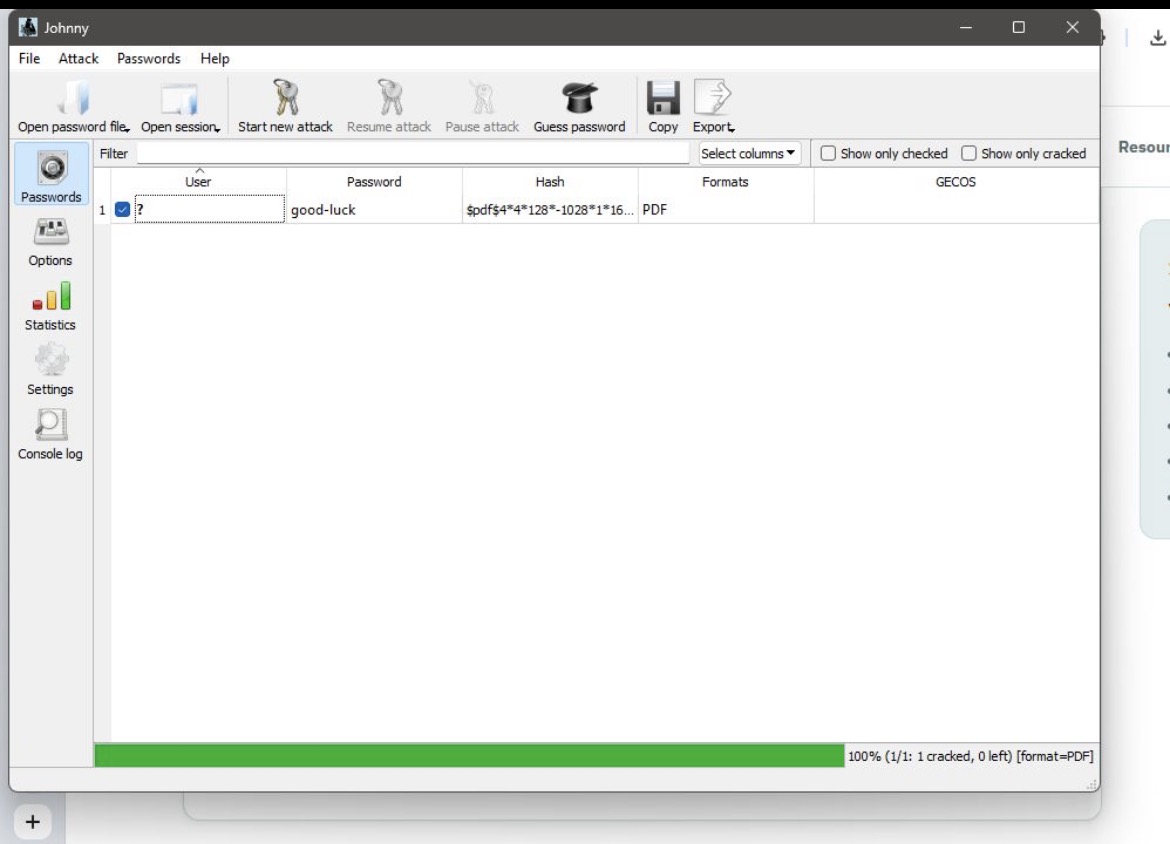 Johnny
File Attack Passwords Help
Open password file Open session Start new attack Resume attack Pause attack Guess password Copy Export
Filter Select columns Show only checked Show only cracked
Passwords
User Password Hash Formats GECOS
1 ? good-luck $pdf$4*4*128*-1028*1*16... PDF
Options
Statistics
Settings
Console log
100% (1/1: 1 cracked, 0 left) [format=PDF]
+
Resour